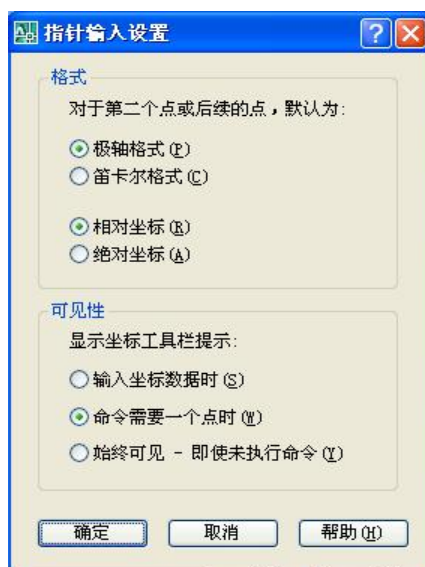 指针输入设置
格式
对于第二个点或后续的点，默认为:
极轴格式(P)
笛卡尔格式(C)
相对坐标(R)
绝对坐标(A)
可见性
显示坐标工具栏提示:
输入坐标数据时(S)
命令需要一个点时(W)
始终可见 - 即使未执行命令(Y)
确定 取消 帮助(H)